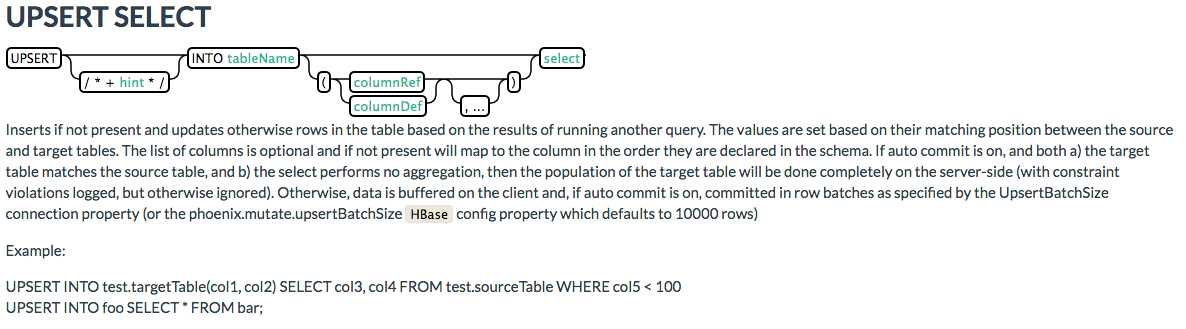 UPSERT SELECT
UPSERT INTO tableName select
/ * + hint * / ( columnRef )
columnDef , ...
Inserts if not present and updates otherwise rows in the table based on the results of running another query. The values are set based on their matching position between the source
and target tables. The list of columns is optional and if not present will map to the column in the order they are declared in the schema. If auto commit is on, and both a) the target
table matches the source table, and b) the select performs no aggregation, then the population of the target table will be done completely on the server-side (with constraint
violations logged, but otherwise ignored). Otherwise, data is buffered on the client and, if auto commit is on, committed in row batches as specified by the UpsertBatchSize
connection property (or the phoenix.mutate.upsertBatchSize HBase config property which defaults to 10000 rows)
Example:
UPSERT INTO test.targetTable(col1, col2) SELECT col3, col4 FROM test.sourceTable WHERE col5 < 100
UPSERT INTO foo SELECT * FROM bar;